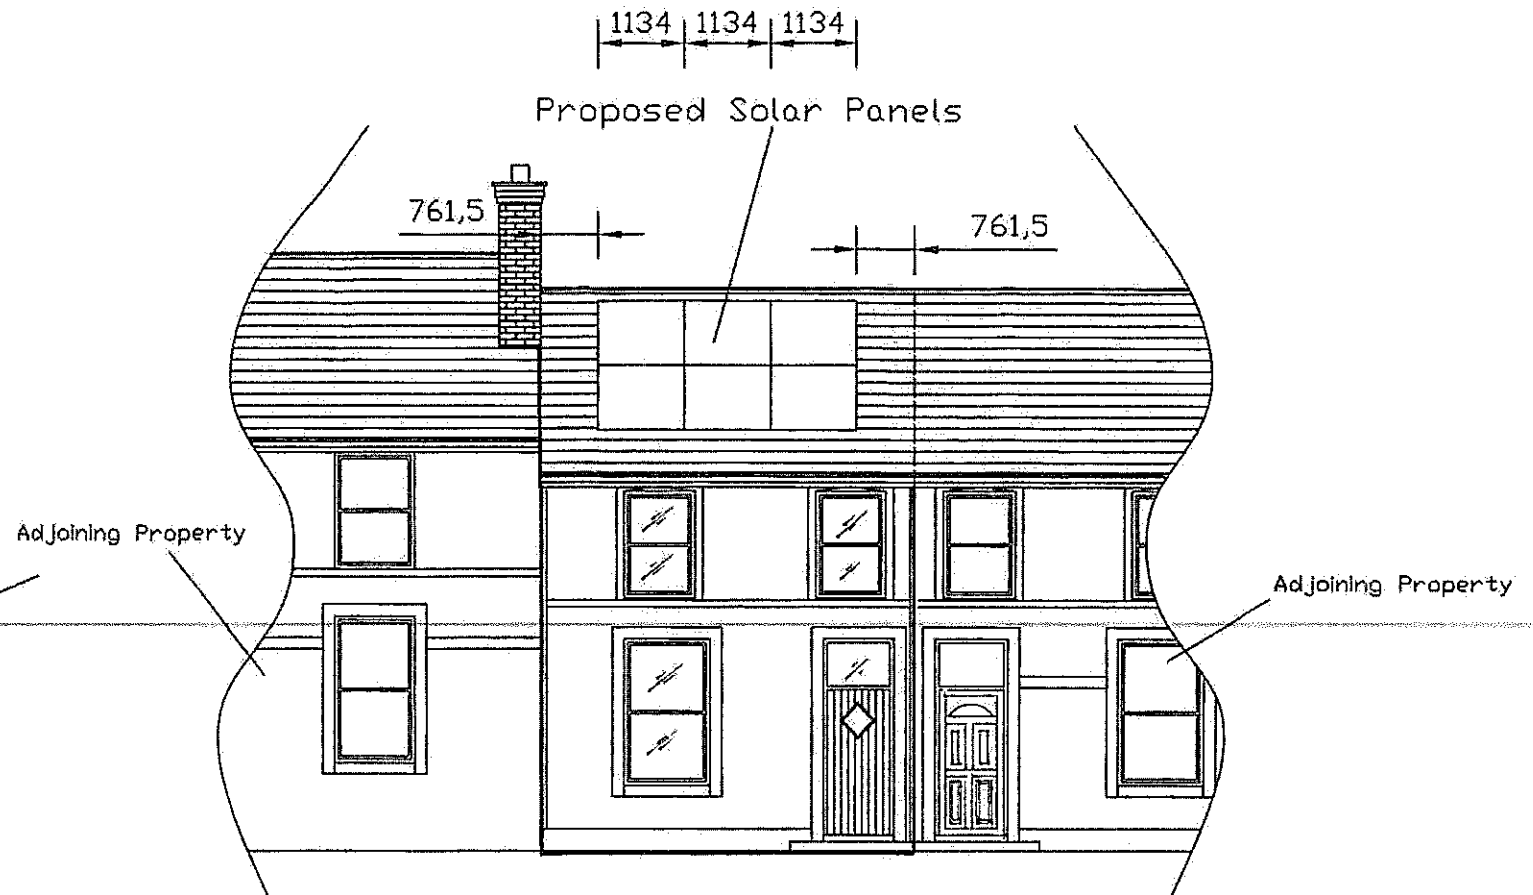 1134 1134 1134
Proposed Solar Panels
761,5
761,5
Adjoining Property
Adjoining Property